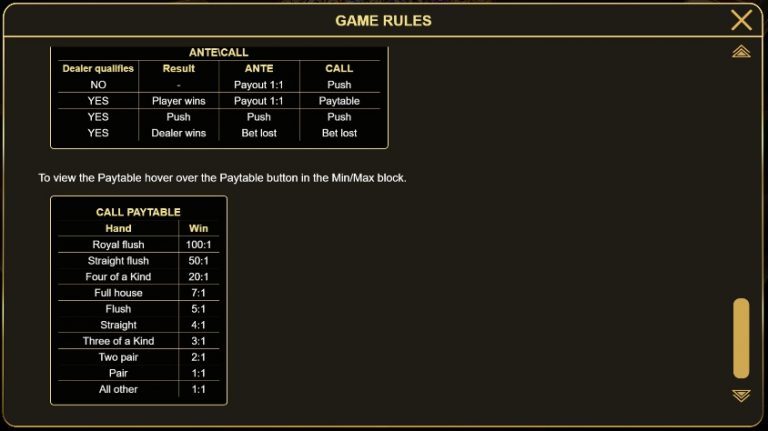 GAME RULES
ANTE\CALL
Dealer qualifies Result ANTE CALL
NO - Payout 1:1 Push
YES Player wins Payout 1:1 Paytable
YES Push Push Push
YES Dealer wins Bet lost Bet lost
To view the Paytable hover over the Paytable button in the Min/Max block.
CALL PAYTABLE
Hand Win
Royal flush 100:1
Straight flush 50:1
Four of a Kind 20:1
Full house 7:1
Flush 5:1
Straight 4:1
Three of a Kind 3:1
Two pair 2:1
Pair 1:1
All other 1:1